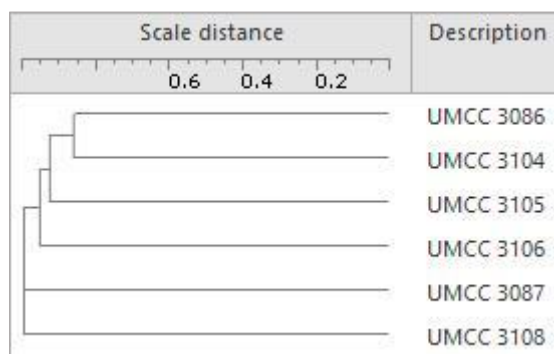 Scale distance Description
0.6 0.4 0.2
UMCC 3086
UMCC 3104
UMCC 3105
UMCC 3106
UMCC 3087
UMCC 3108